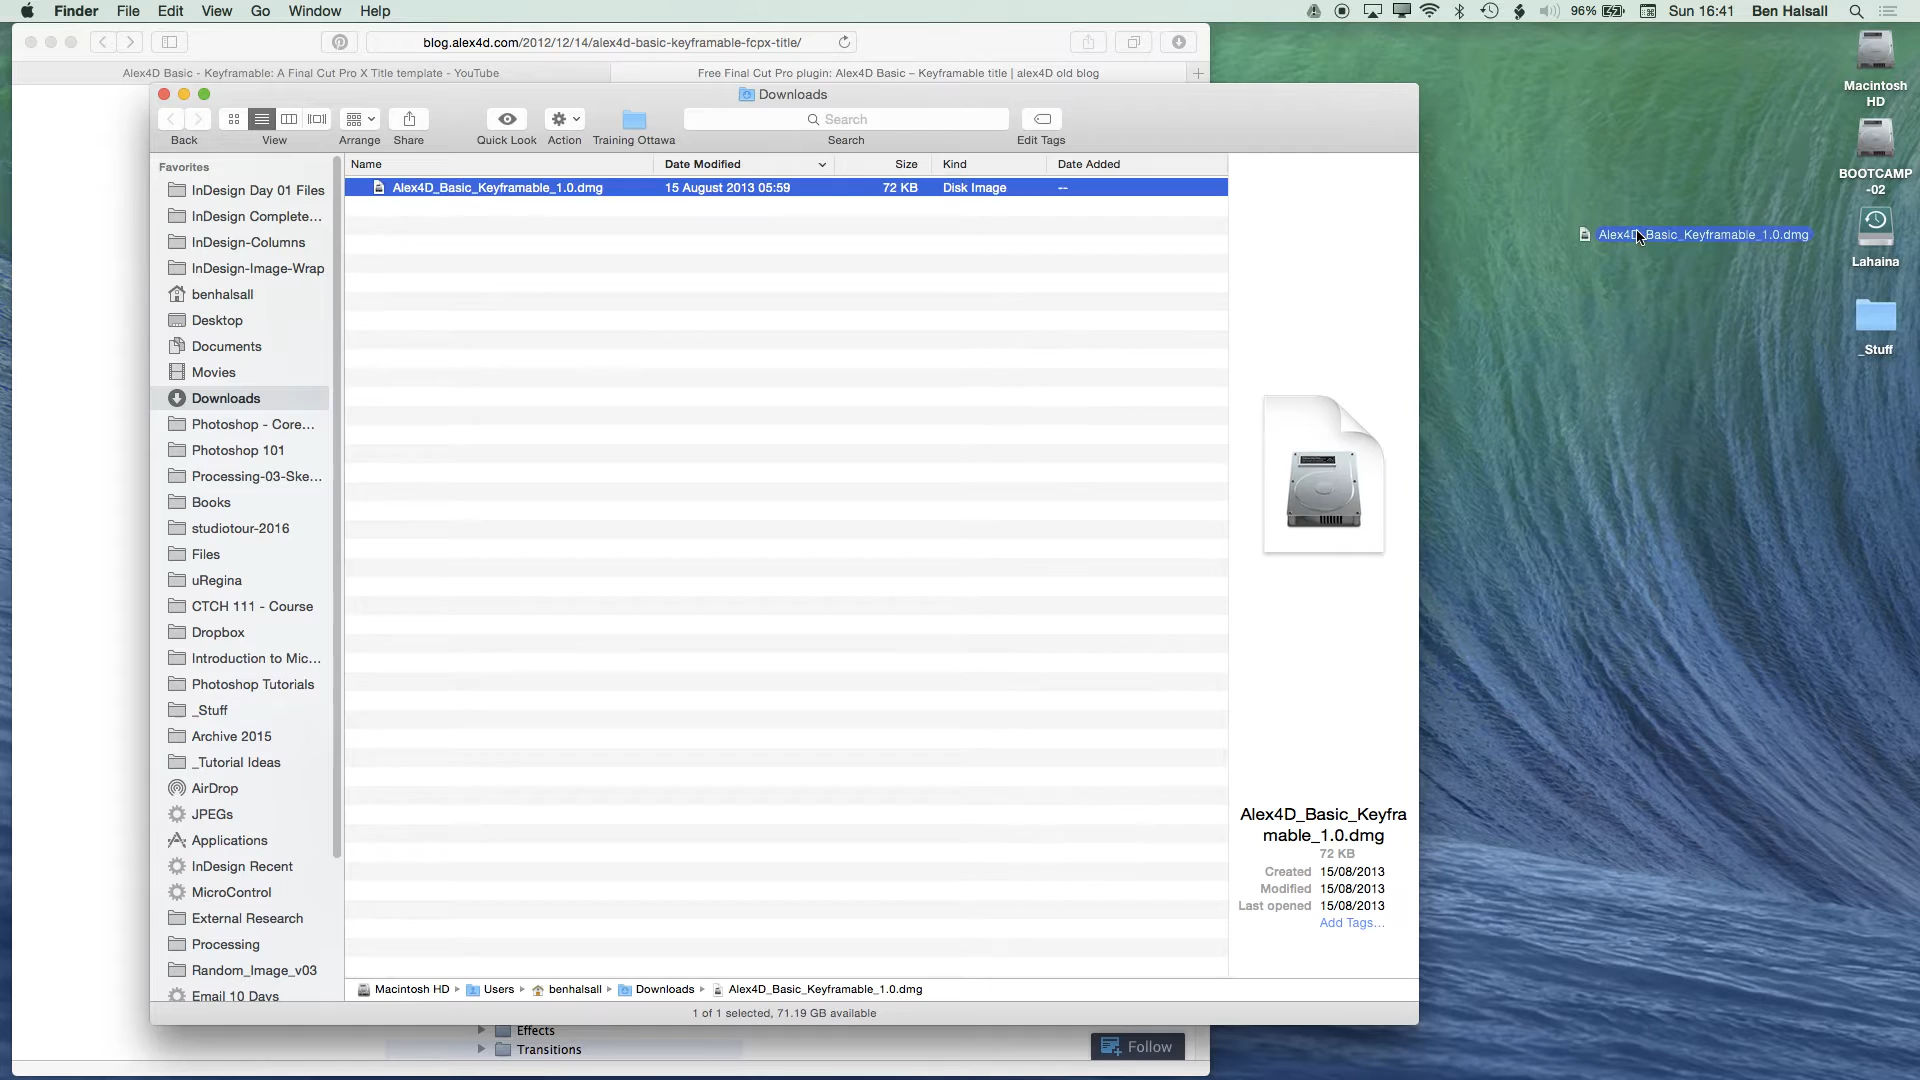 Finder File Edit View Go Window Help 96% Sun 16:41 Ben Halsall
blog.alex4d.com/2012/12/14/alex4d-basic-keyframable-fcpx-title/
Alex4D Basic - Keyframable: A Final Cut Pro X Title template - YouTube
Free Final Cut Pro plugin: Alex4D Basic – Keyframable title | alex4d old blog
Downloads
Search
Back View Arrange Share Quick Look Action Training Ottawa Search Edit Tags
Favorites
InDesign Day 01 Files
InDesign Complete...
InDesign-Columns
InDesign-Image-Wrap
benhalsall
Desktop
Documents
Movies
Downloads
Photoshop - Core...
Photoshop 101
Processing-03-Ske...
Books
studiotour-2016
Files
uRegina
CTCH 111 - Course
Dropbox
Introduction to Mic...
Photoshop Tutorials
_Stuff
Archive 2015
_Tutorial Ideas
AirDrop
JPEGs
Applications
InDesign Recent
MicroControl
External Research
Processing
Random_Image_v03
Email 10 Days
Name Date Modified Size Kind Date Added
Alex4D_Basic_Keyframable_1.0.dmg 15 August 2013 05:59 72 KB Disk Image --
Alex4D_Basic_Keyfra
mable_1.0.dmg
72 KB
Created 15/08/2013
Modified 15/08/2013
Last opened 15/08/2013
Add Tags...
Macintosh HD Users benhalsall Downloads Alex4D_Basic_Keyframable_1.0.dmg
1 of 1 selected, 71.19 GB available
Effects
Transitions
Follow
Macintosh
HD
BOOTCAMP
-02
Alex4D_Basic_Keyframable_1.0.dmg
Lahaina
_Stuff